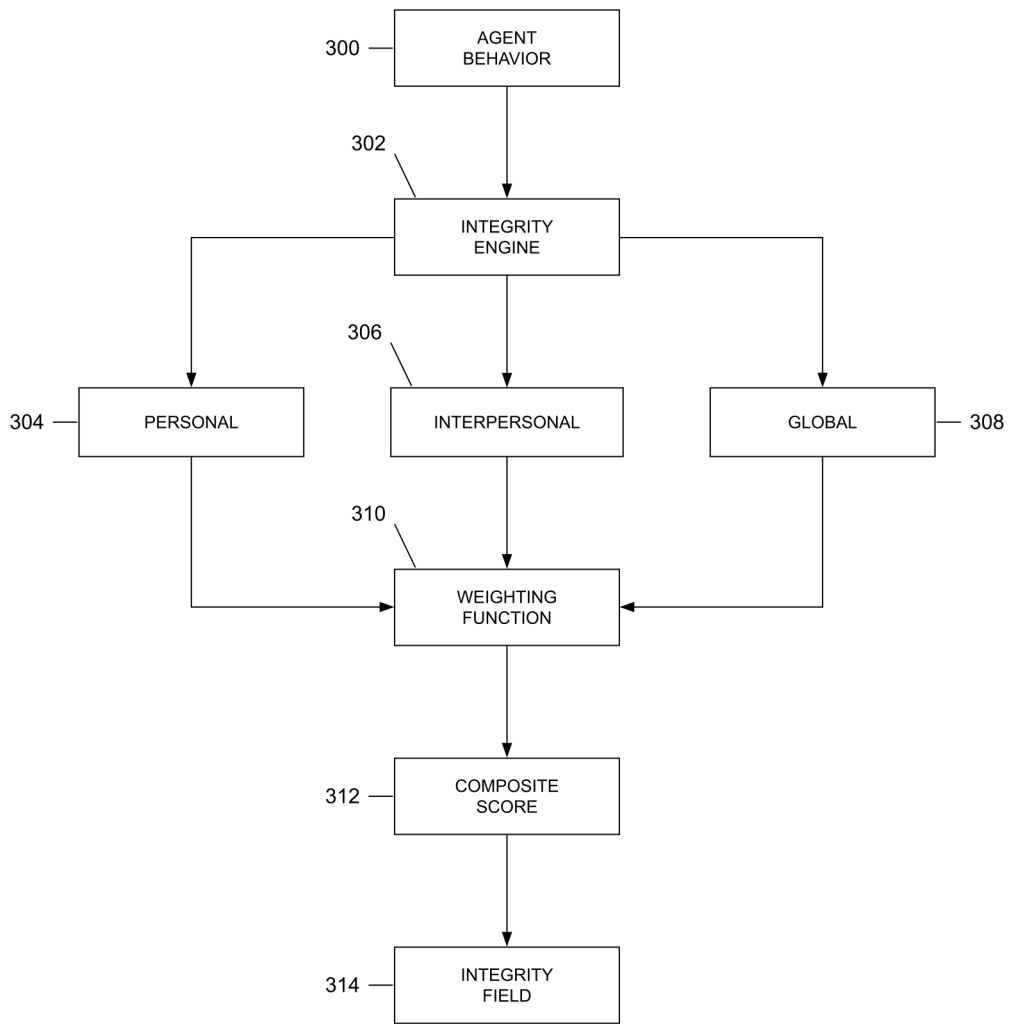 300
AGENT
BEHAVIOR
302
INTEGRITY
ENGINE
306
304
PERSONAL
INTERPERSONAL
GLOBAL
308
310
WEIGHTING
FUNCTION
312
COMPOSITE
SCORE
314
INTEGRITY
FIELD